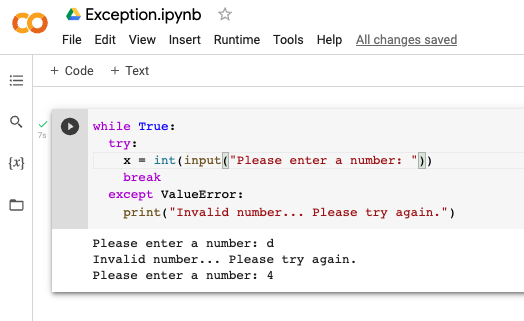 Exception.ipynb
File Edit View Insert Runtime Tools Help All changes saved
+ Code + Text
7s
{x}
while True:
  try:
    x = int(input("Please enter a number: "))
    break
  except ValueError:
    print("Invalid number... Please try again.")
Please enter a number: d
Invalid number... Please try again.
Please enter a number: 4